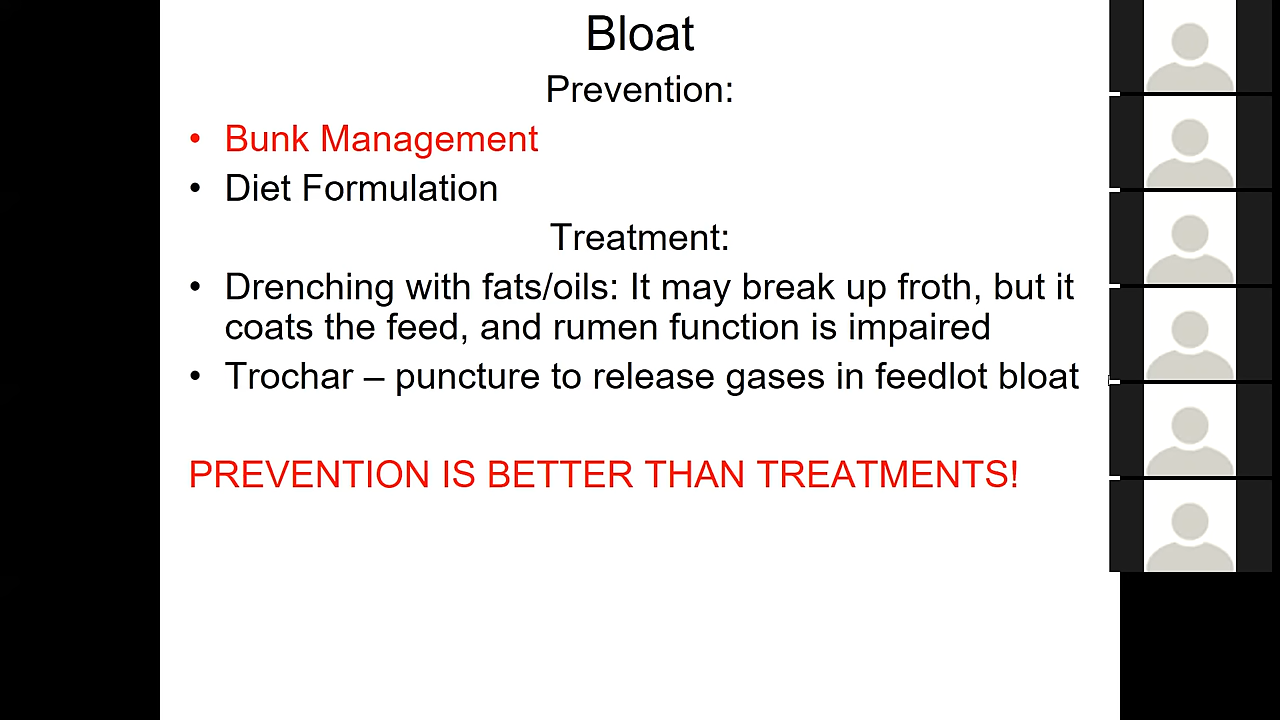 Bloat
Prevention:
• Bunk Management
• Diet Formulation
Treatment:
• Drenching with fats/oils: It may break up froth, but it
coats the feed, and rumen function is impaired
• Trochar – puncture to release gases in feedlot bloat
PREVENTION IS BETTER THAN TREATMENTS!